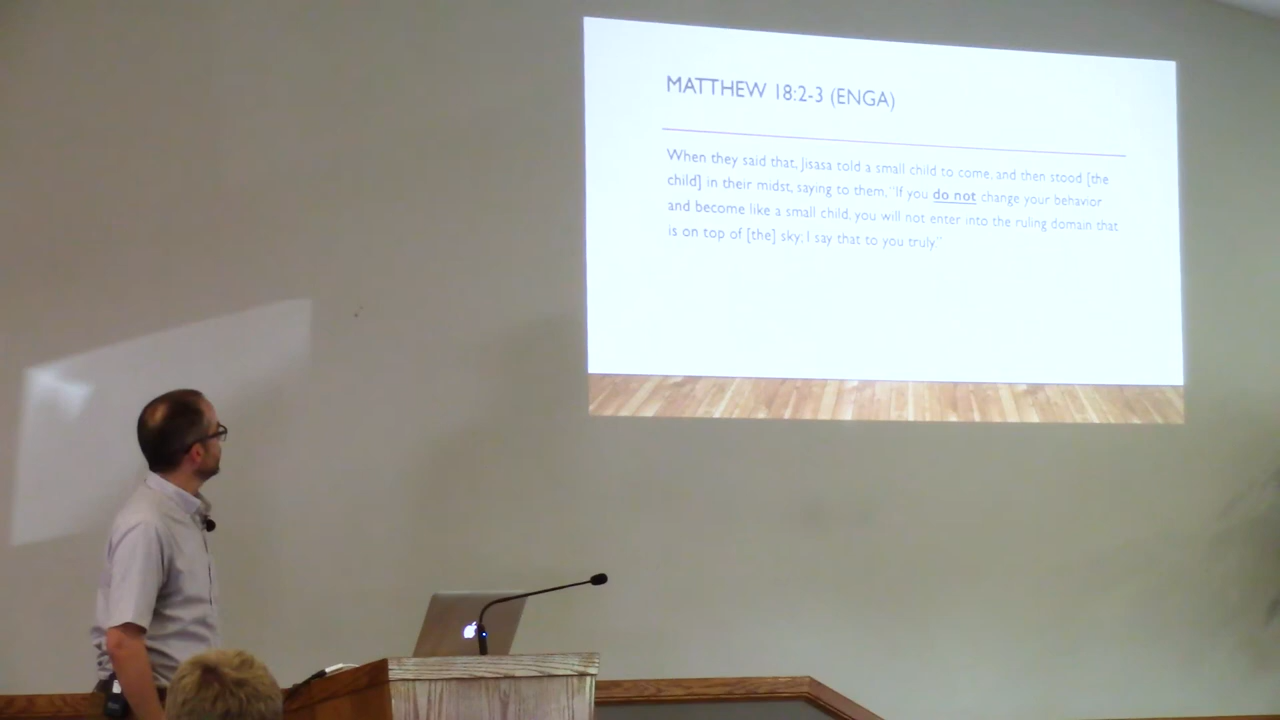 MATTHEW 18:2-3 (ENGA)
When they said that, Jisasa told a small child to come, and then stood [the
child] in their midst, saying to them, "If you do not change your behavior
and become like a small child, you will not enter into the ruling domain that
is on top of [the] sky; I say that to you truly."